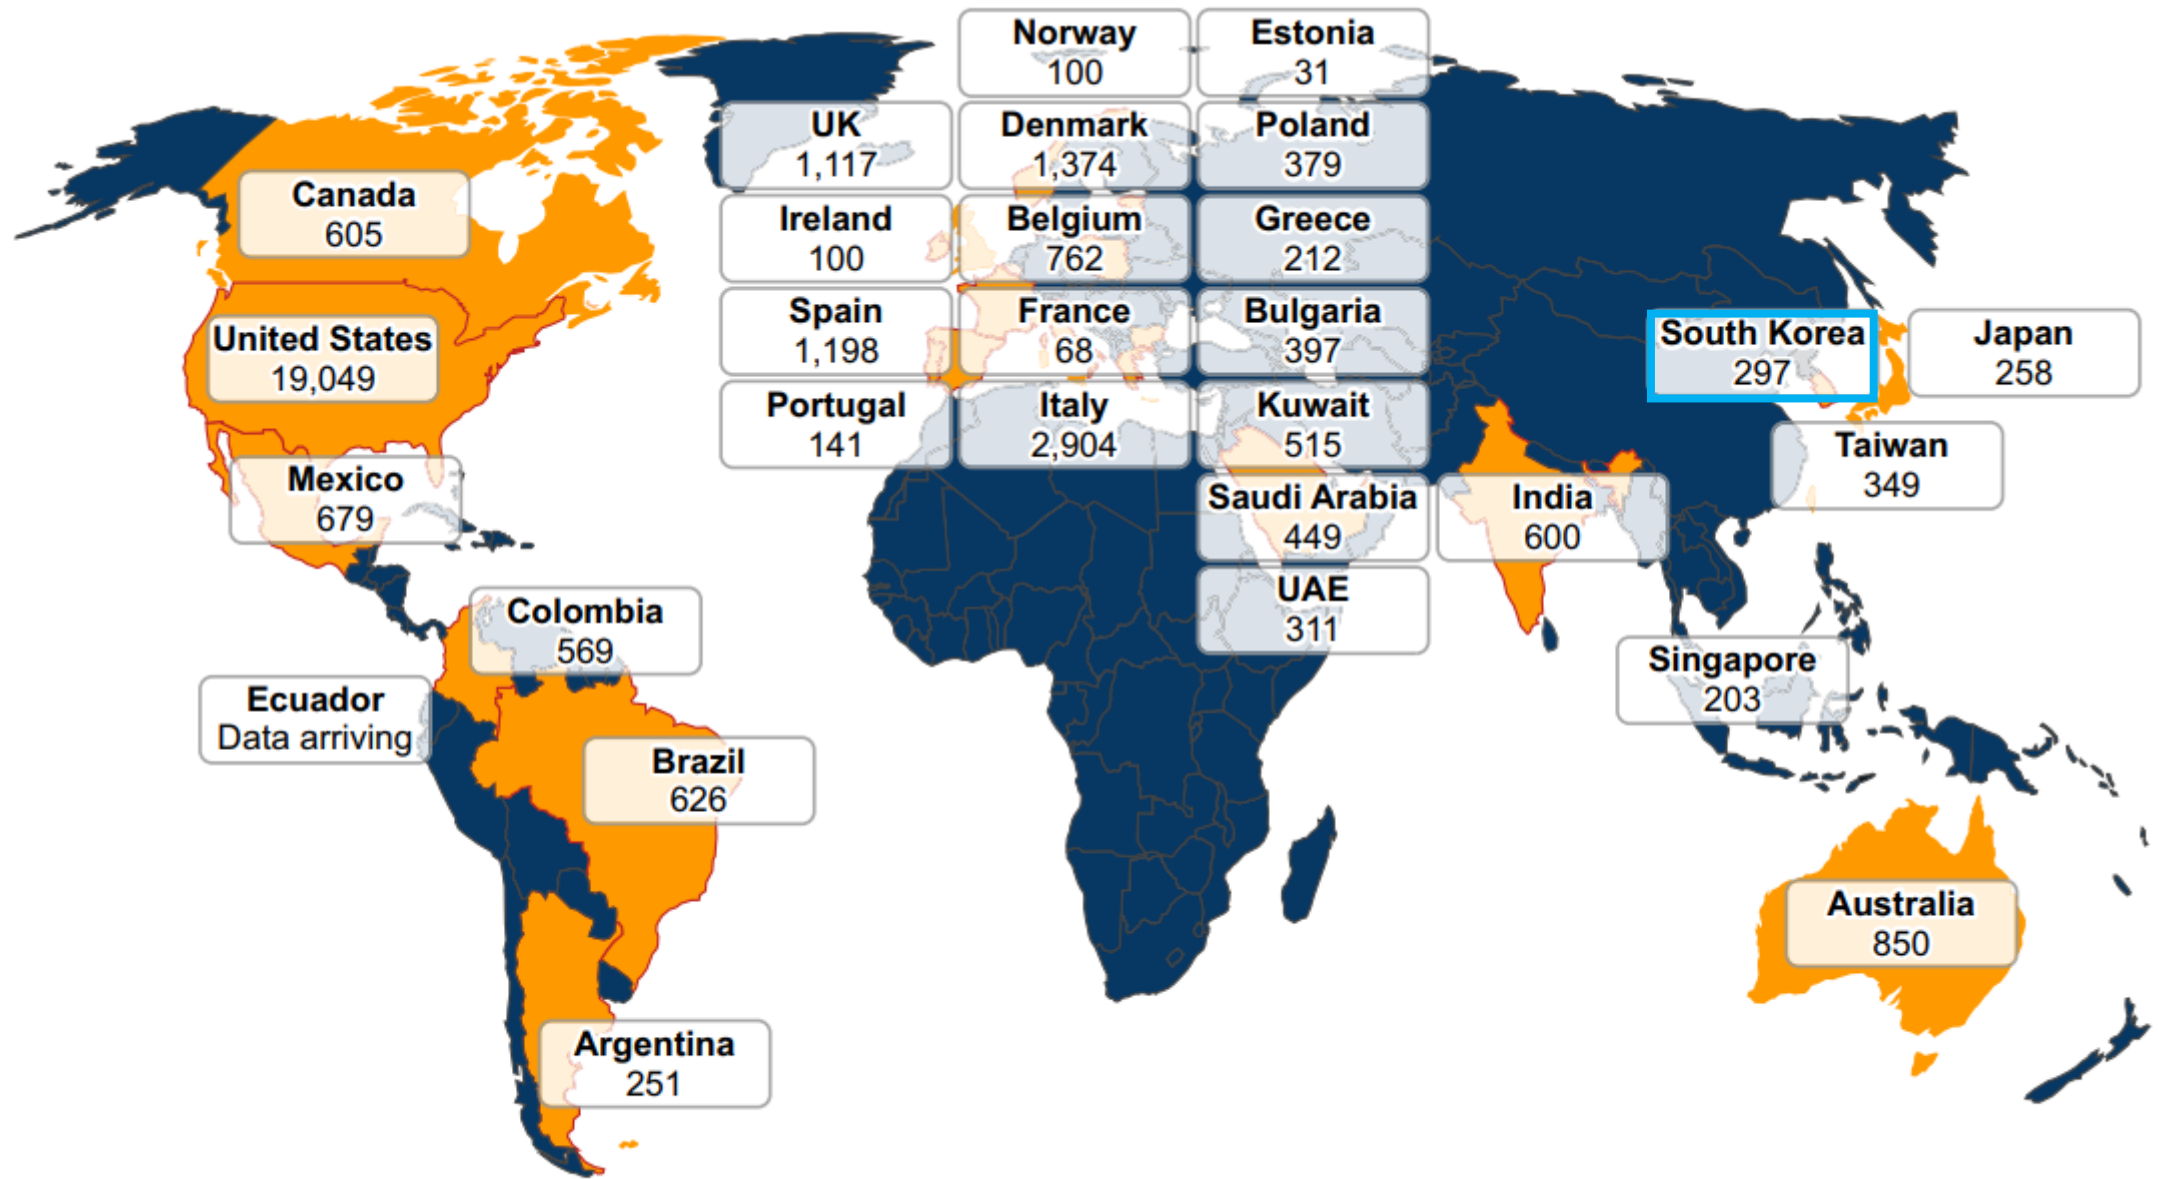 Norway
100
Estonia
31
UK
1,117
Denmark
1,374
Poland
379
Canada
605
Ireland
100
Belgium
762
Greece
212
United States
19,049
Spain
1,198
France
68
Bulgaria
397
South Korea
297
Japan
258
Portugal
141
Italy
2,904
Kuwait
515
Taiwan
349
Mexico
679
Saudi Arabia
449
India
600
UAE
311
Colombia
569
Singapore
203
Ecuador
Data arriving
Brazil
626
Australia
850
Argentina
251